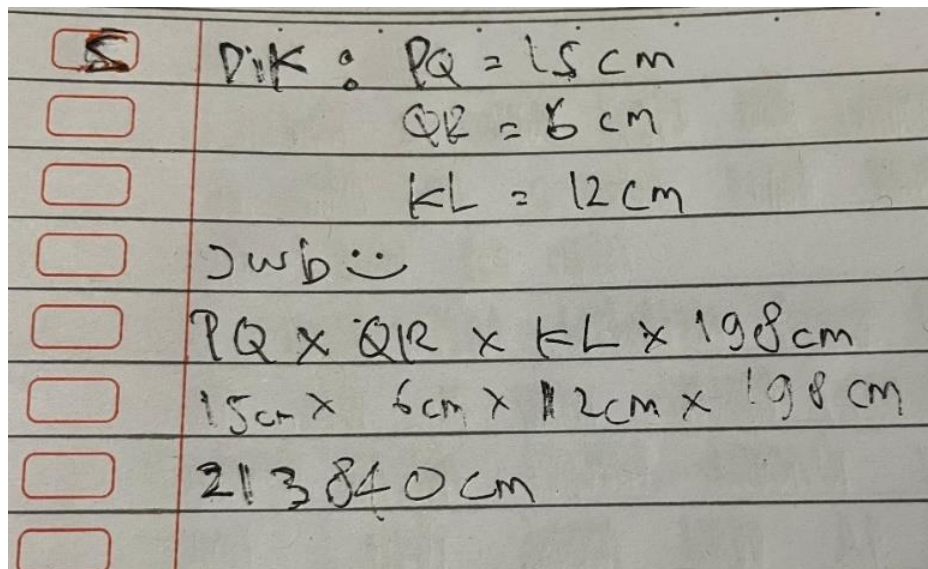 5 Dik : PQ = 15 cm
QR = 6 cm
KL = 12 cm
Jwb :
PQ x QR x KL x 198 cm
15cm x 6cm x 12cm x 198 cm
213840 cm